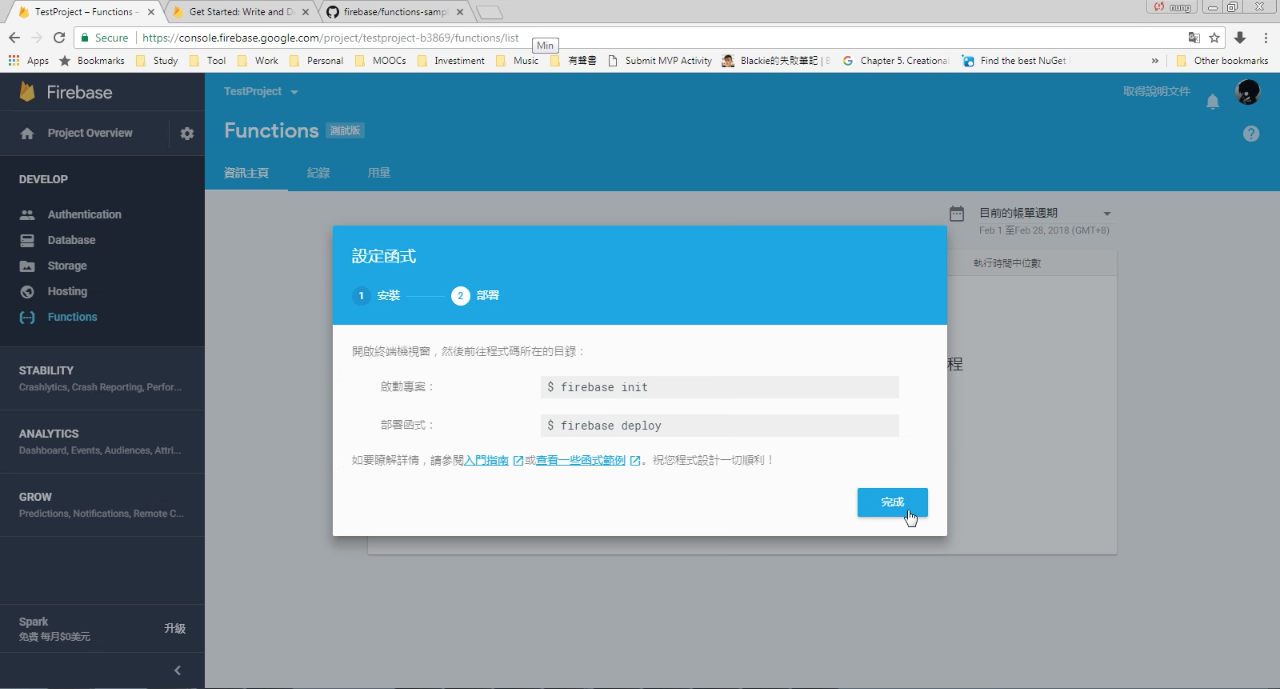 TestProject – Functions -
Get Started: Write and D
firebase/functions-samp
Secure
https://console.firebase.google.com/project/testproject-b3869/functions/list
Min
Apps
Bookmarks
Study
Tool
Work
Personal
MOOCs
Investiment
Music
有聲書
Submit MVP Activity
Blackie的失敗筆記 | B
Chapter 5. Creational
Find the best NuGet
Other bookmarks
Firebase
TestProject
取得說明文件
Project Overview
Functions
測試版
DEVELOP
資訊主頁
紀錄
用量
Authentication
Database
Storage
Hosting
Functions
目前的帳單週期
Feb 1 至Feb 28, 2018 (GMT+8)
執行時間中位數
程
設定函式
1 安裝
2 部署
開啟終端機視窗，然後前往程式碼所在的目錄：
啟動專案：
$ firebase init
部署函式：
$ firebase deploy
如要瞭解詳情，請參閱入門指南 或查看一些函式範例 。祝您程式設計一切順利！
完成
STABILITY
Crashlytics, Crash Reporting, Perfor...
ANALYTICS
Dashboard, Events, Audiences, Attri...
GROW
Predictions, Notifications, Remote C...
Spark
免費 每月$0美元
升級